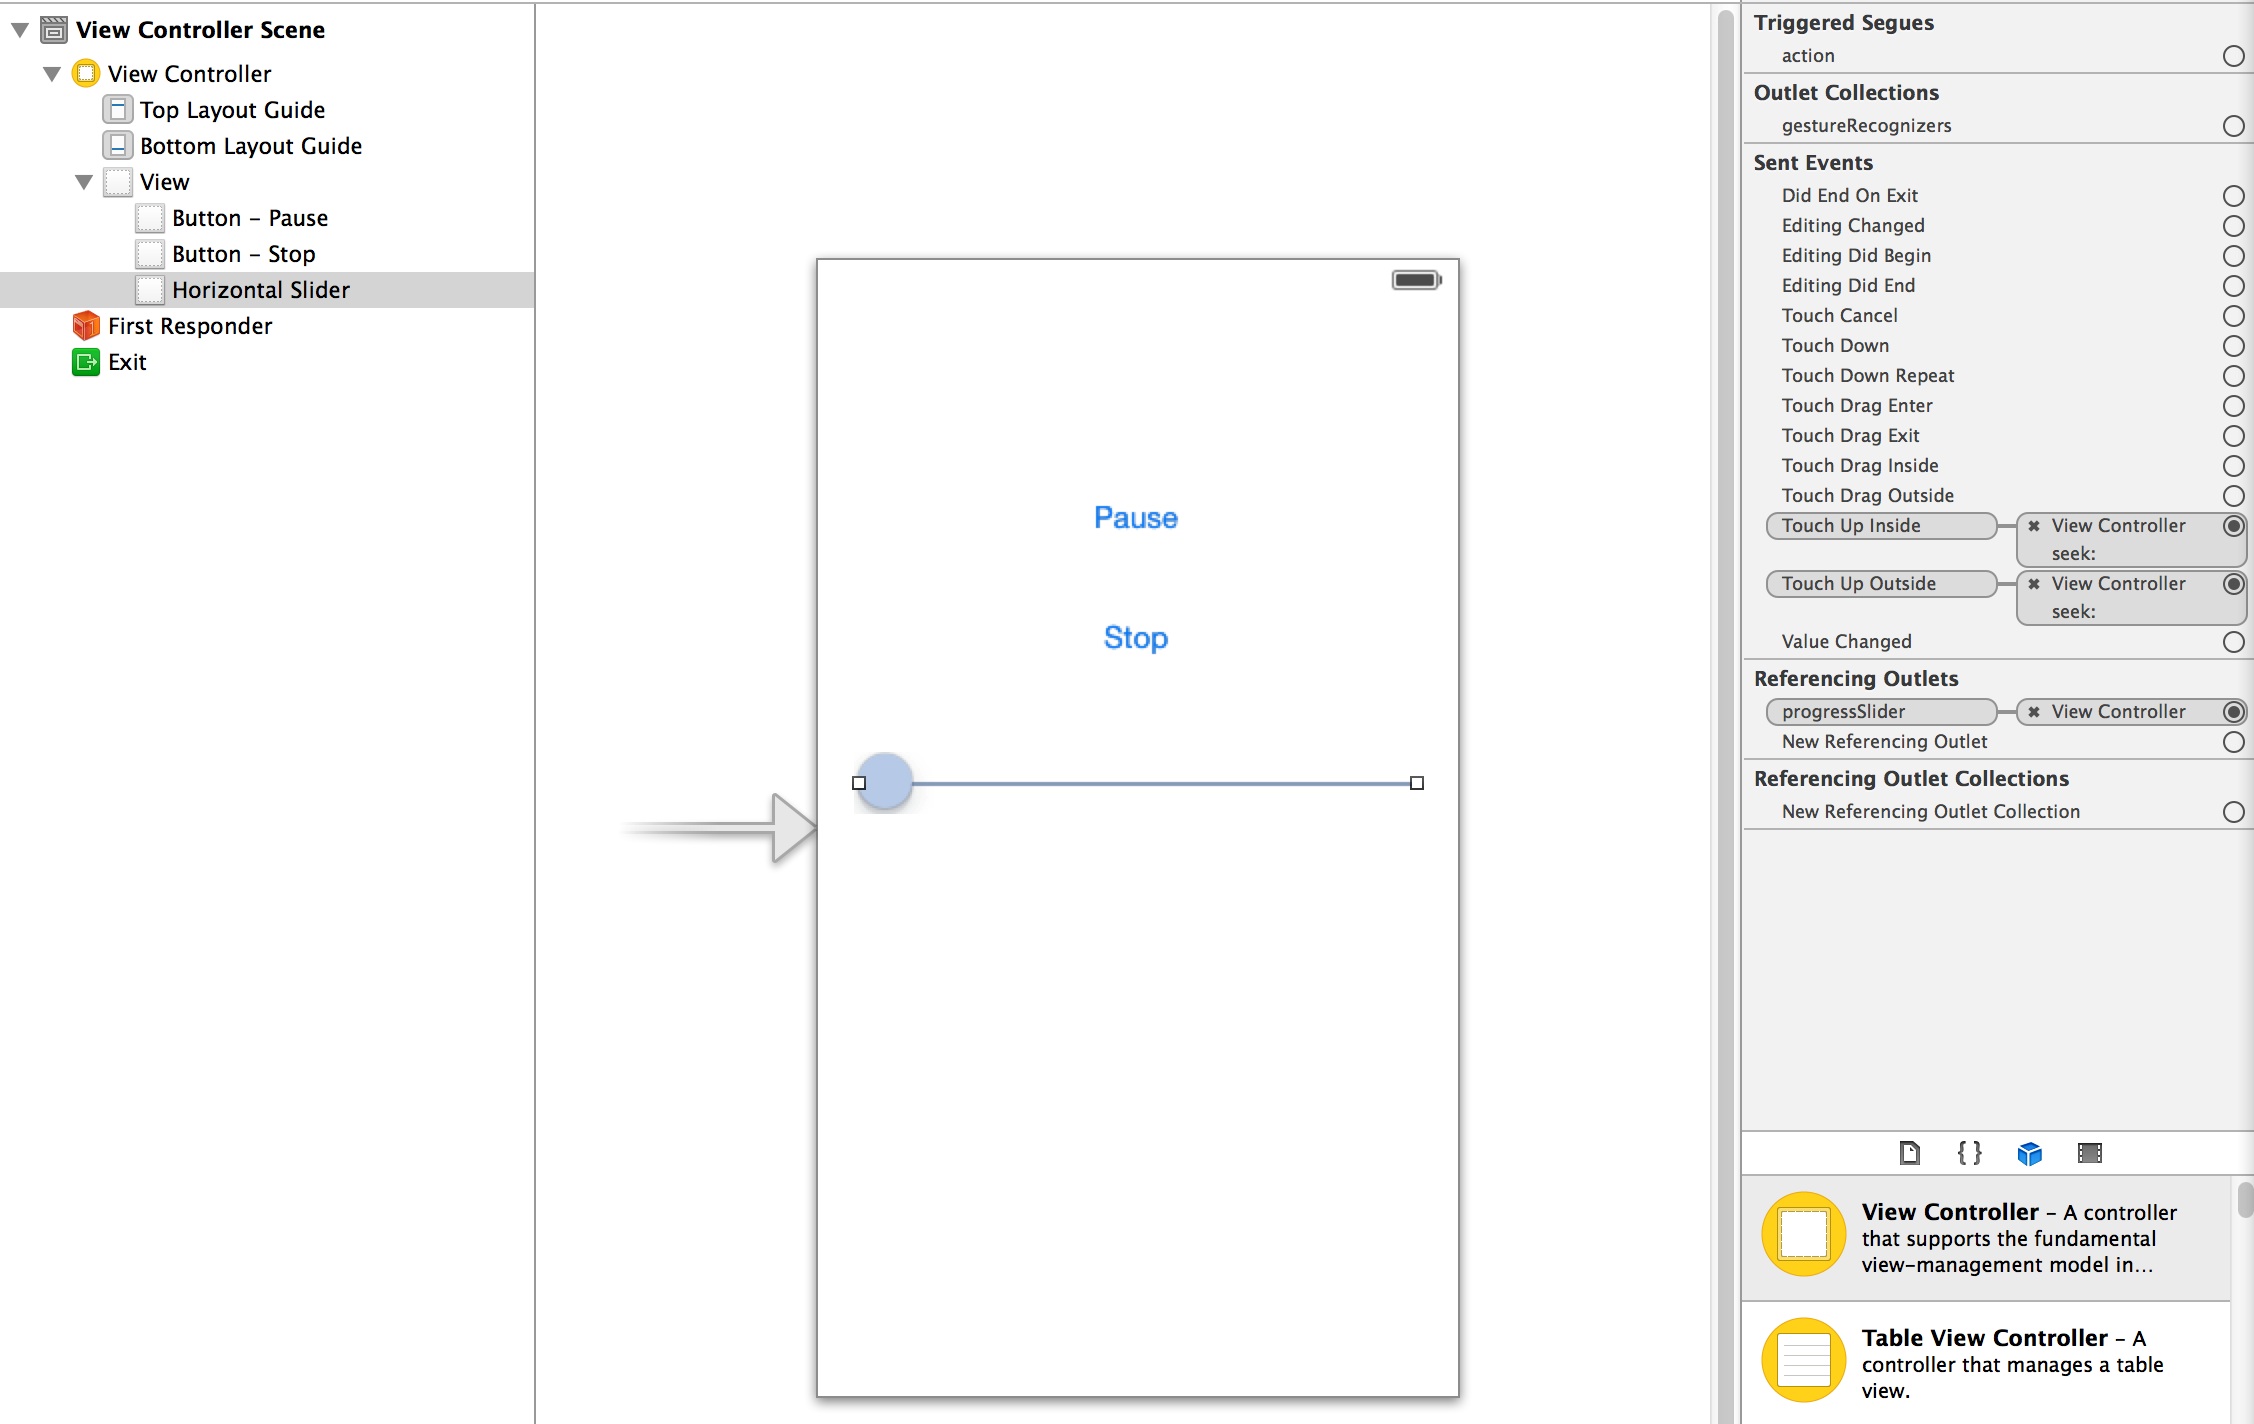 View Controller Scene
View Controller
Top Layout Guide
Bottom Layout Guide
View
Button – Pause
Button – Stop
Horizontal Slider
First Responder
Exit
Pause
Stop
Triggered Segues
action
Outlet Collections
gestureRecognizers
Sent Events
Did End On Exit
Editing Changed
Editing Did Begin
Editing Did End
Touch Cancel
Touch Down
Touch Down Repeat
Touch Drag Enter
Touch Drag Exit
Touch Drag Inside
Touch Drag Outside
Touch Up Inside View Controller
seek:
Touch Up Outside View Controller
seek:
Value Changed
Referencing Outlets
progressSlider View Controller
New Referencing Outlet
Referencing Outlet Collections
New Referencing Outlet Collection
View Controller – A controller
that supports the fundamental
view-management model in...
Table View Controller – A
controller that manages a table
view.